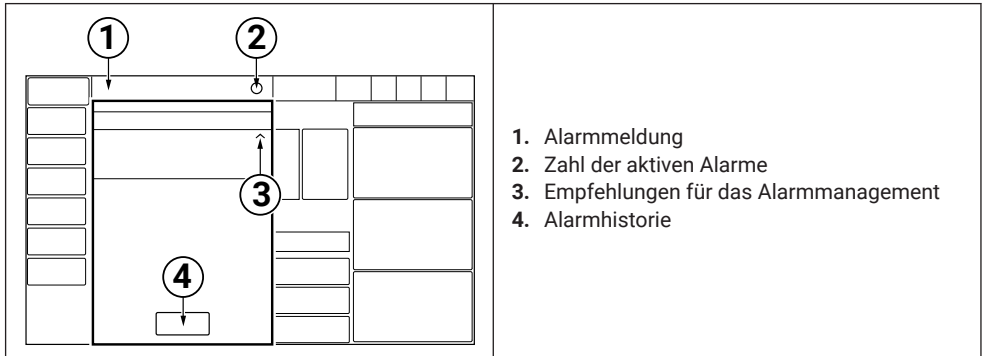 1 2
3
4
1. Alarmmeldung
2. Zahl der aktiven Alarme
3. Empfehlungen für das Alarmmanagement
4. Alarmhistorie